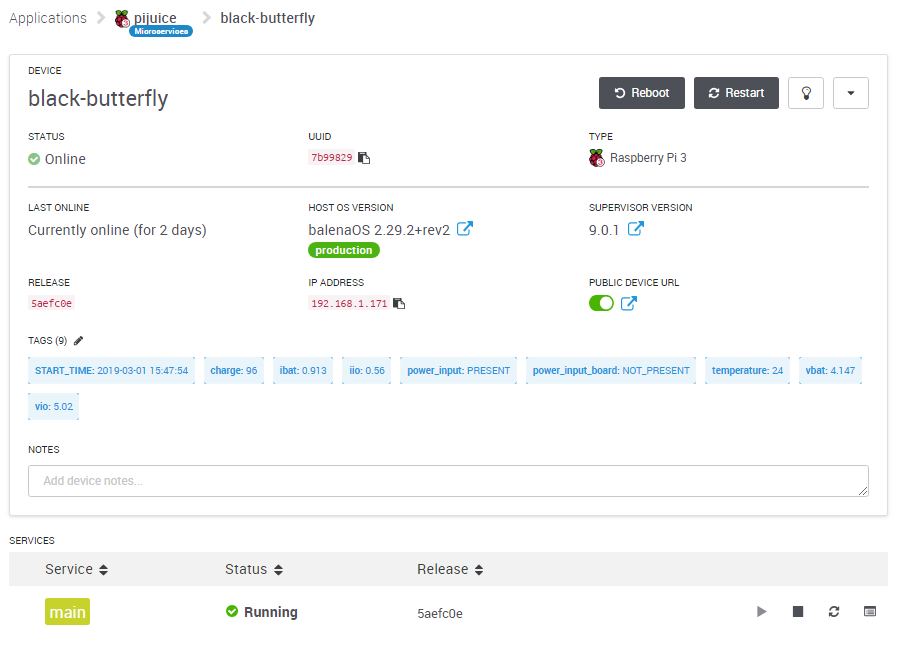 Applications pijuice black-butterfly
Microservices
DEVICE
black-butterfly
Reboot Restart
STATUS UUID TYPE
Online 7b99829 Raspberry Pi 3
LAST ONLINE HOST OS VERSION SUPERVISOR VERSION
Currently online (for 2 days) balenaOS 2.29.2+rev2 9.0.1
production
RELEASE IP ADDRESS PUBLIC DEVICE URL
5aefc0e 192.168.1.171
TAGS (9)
START_TIME: 2019-03-01 15:47:54 charge: 96 ibat: 0.913 iio: 0.56 power_input: PRESENT power_input_board: NOT_PRESENT temperature: 24 vbat: 4.147
vio: 5.02
NOTES
Add device notes...
SERVICES
Service Status Release
main Running 5aefc0e